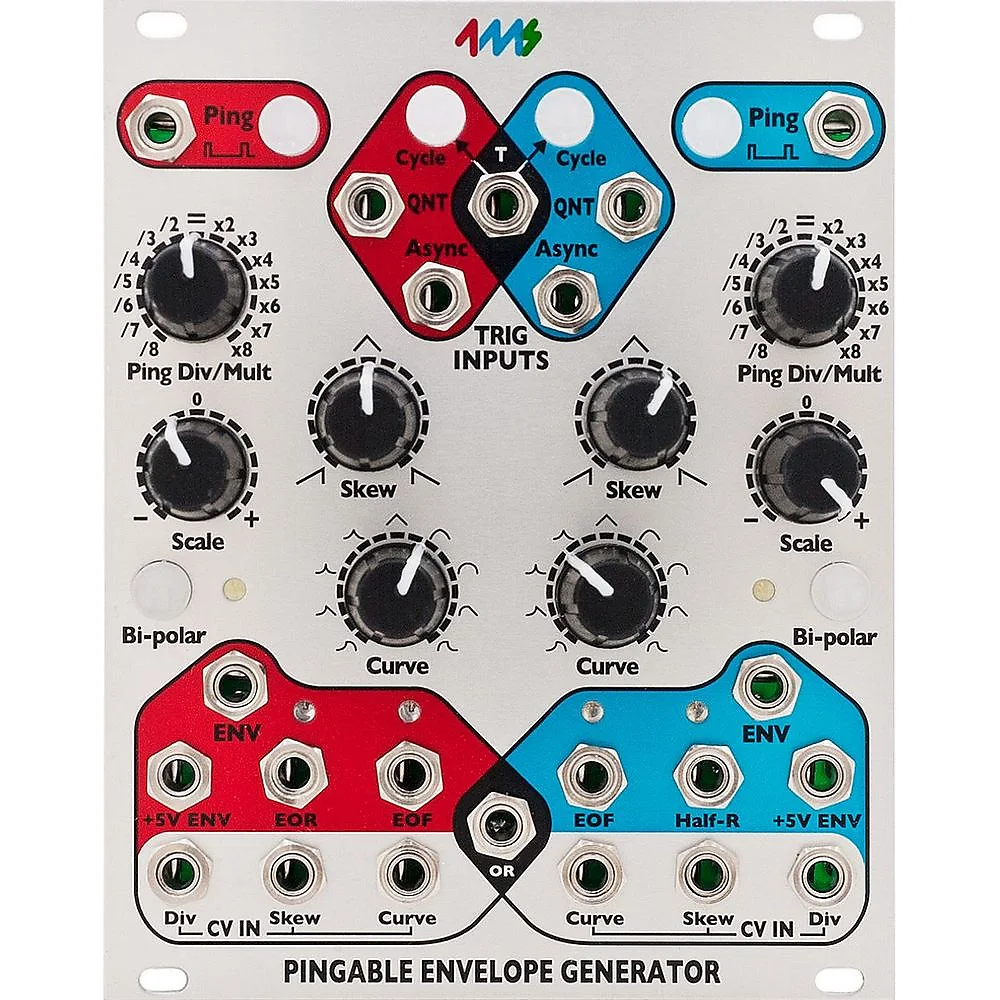 4MS
Ping
Ping
Cycle
T
Cycle
QNT
QNT
Async
Async
TRIG
INPUTS
/8 /7 /6 /5 /4 /3 /2 = x2 x3 x4 x5 x6 x7 x8
Ping Div/Mult
/8 /7 /6 /5 /4 /3 /2 = x2 x3 x4 x5 x6 x7 x8
Ping Div/Mult
0
- +
Scale
Skew
Skew
0
- +
Scale
Curve
Curve
Bi-polar
Bi-polar
ENV
ENV
+5V ENV
EOR
EOF
EOF
Half-R
+5V ENV
OR
Div
Skew
Curve
CV IN
Curve
Skew
Div
CV IN
PINGABLE ENVELOPE GENERATOR